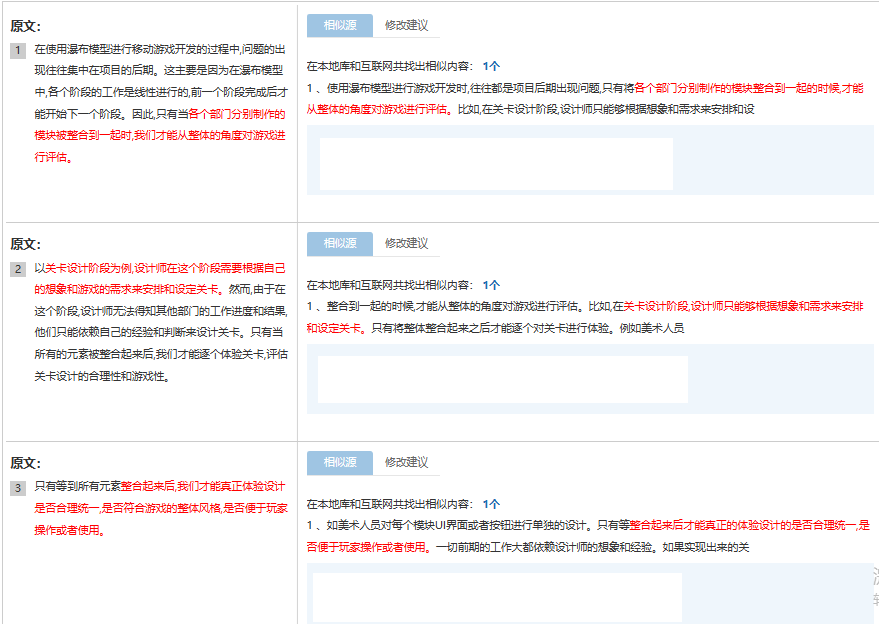 原文:
1
在使用瀑布模型进行移动游戏开发的过程中,问题的出
现往往集中在项目的后期。这主要是因为在瀑布模型
中,各个阶段的工作是线性进行的,前一个阶段完成后才
能开始下一个阶段。因此,只有当各个部门分别制作的
模块被整合到一起时,我们才能从整体的角度对游戏进
行评估。
相似源 修改建议
在本地库和互联网共找出相似内容: 1个
1 、使用瀑布模型进行游戏开发时,往往都是项目后期出现问题,只有将各个部门分别制作的模块整合到一起的时候,才能
从整体的角度对游戏进行评估。比如,在关卡设计阶段,设计师只能够根据想象和需求来安排和设
原文:
2
以关卡设计阶段为例,设计师在这个阶段需要根据自己
的想象和游戏的需求来安排和设定关卡。然而,由于在
这个阶段,设计师无法得知其他部门的工作进度和结果,
他们只能依赖自己的经验和判断来设计关卡。只有当
所有的元素被整合起来后,我们才能逐个体验关卡,评估
关卡设计的合理性和游戏性。
相似源 修改建议
在本地库和互联网共找出相似内容: 1个
1 、整合到一起的时候,才能从整体的角度对游戏进行评估。比如,在关卡设计阶段,设计师只能够根据想象和需求来安排
和设定关卡。只有将整体整合起来之后才能逐个对关卡进行体验。例如美术人员
原文:
3
只有等到所有元素整合起来后,我们才能真正体验设计
是否合理统一,是否符合游戏的整体风格,是否便于玩家
操作或者使用。
相似源 修改建议
在本地库和互联网共找出相似内容: 1个
1 、如美术人员对每个模块UI界面或者按钮进行单独的设计。只有等整合起来后才能真正的体验设计的是否合理统一,是
否便于玩家操作或者使用。一切前期的工作大都依赖设计师的想象和经验。如果实现出来的关